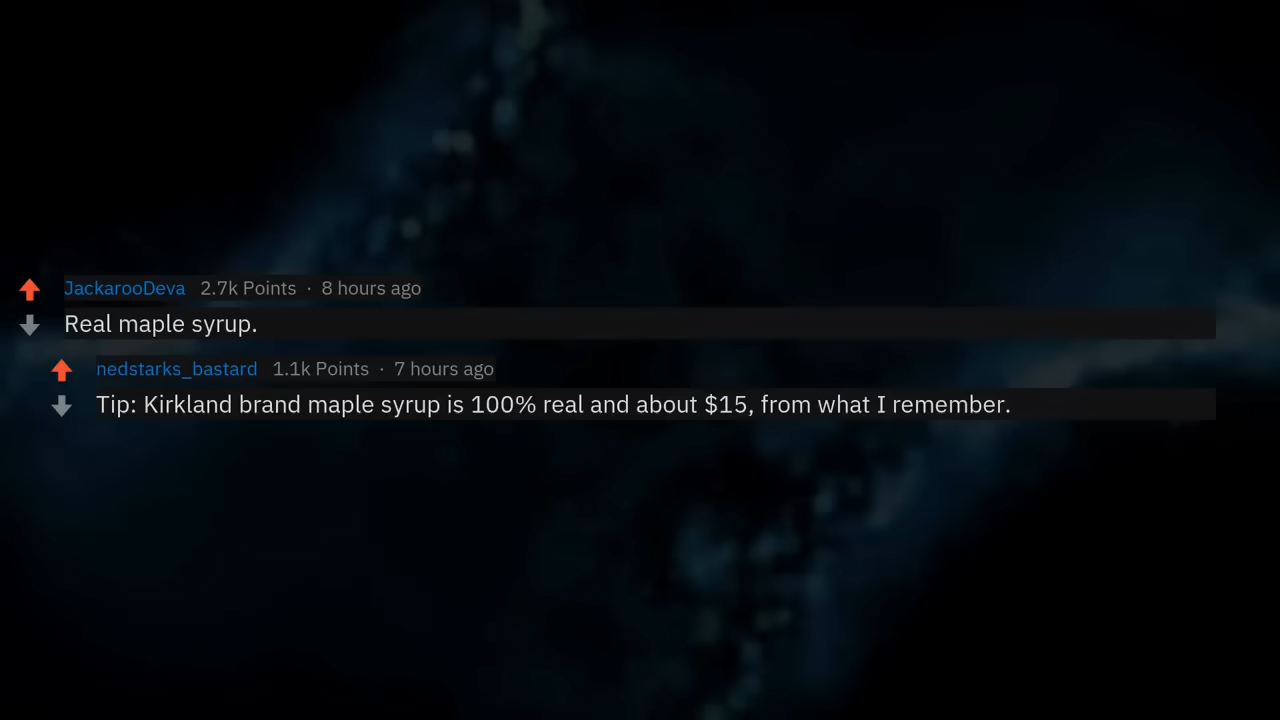 JackarooDeva 2.7k Points · 8 hours ago
Real maple syrup.
nedstarks_bastard 1.1k Points · 7 hours ago
Tip: Kirkland brand maple syrup is 100% real and about $15, from what I remember.